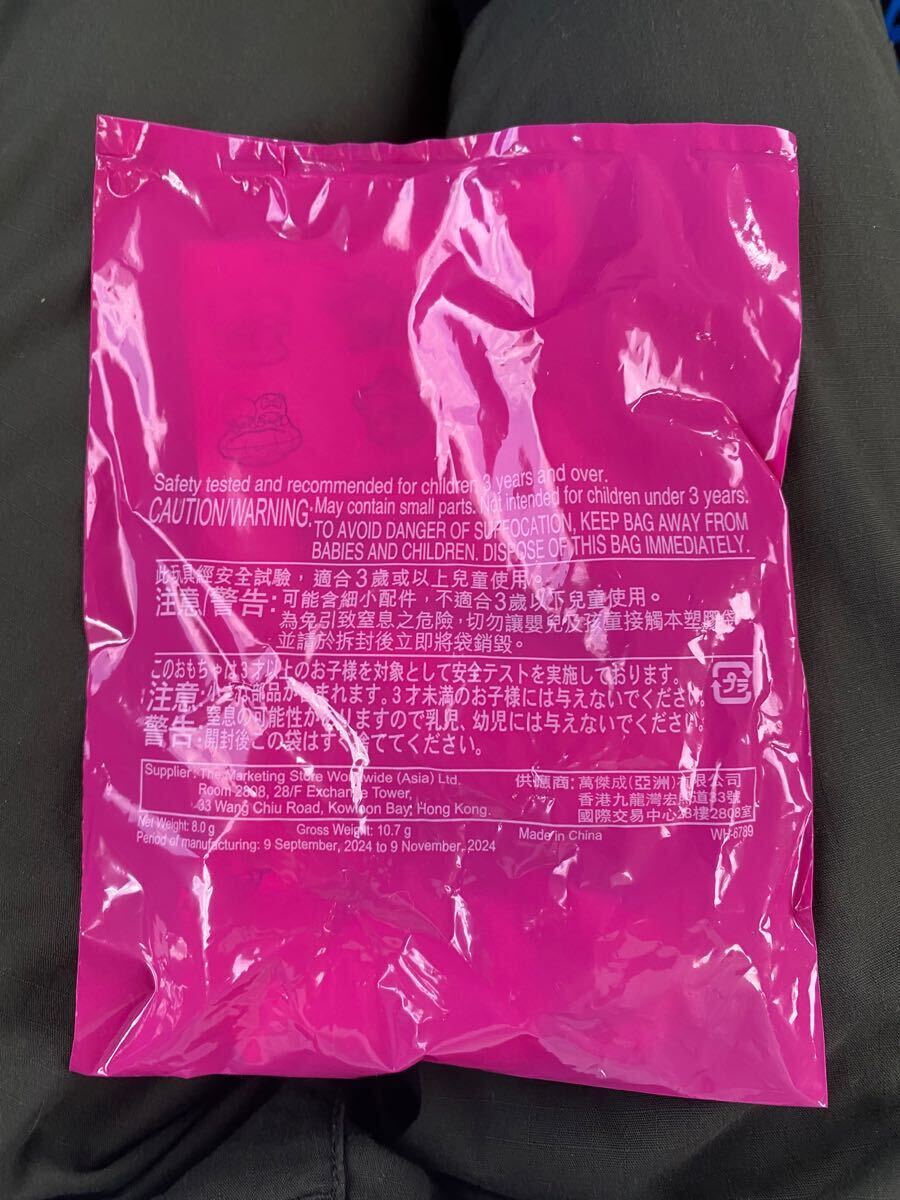 Safety tested and recommended for children 3 years and over.
CAUTION/WARNING: May contain small parts. Not intended for children under 3 years.
TO AVOID DANGER OF SUFFOCATION, KEEP BAG AWAY FROM
BABIES AND CHILDREN. DISPOSE OF THIS BAG IMMEDIATELY.
此玩具經安全試驗，適合3歲或以上兒童使用。
注意/警告: 可能含細小配件，不適合3歲以下兒童使用。
為免引致窒息之危險，切勿讓嬰兒及孩童接觸本塑膠袋
並請於拆封後立即將袋銷毀。
このおもちゃは3才以上のお子様を対象として安全テストを実施しております。
注意: 小さな部品が含まれます。3才未満のお子様には与えないでください。
警告: 窒息の可能性がありますので乳児、幼児には与えないでください。
開封後この袋はすぐ捨ててください。
プラ
Supplier: The Marketing Store Worldwide (Asia) Ltd.
Room 2808, 28/F Exchange Tower,
33 Wang Chiu Road, Kowloon Bay, Hong Kong.
供應商: 萬傑成(亞洲)有限公司
香港九龍灣宏照道33號
國際交易中心28樓2808室
Net Weight: 8.0 g Gross Weight: 10.7 g Made in China WH-6789
Period of manufacturing: 9 September, 2024 to 9 November, 2024